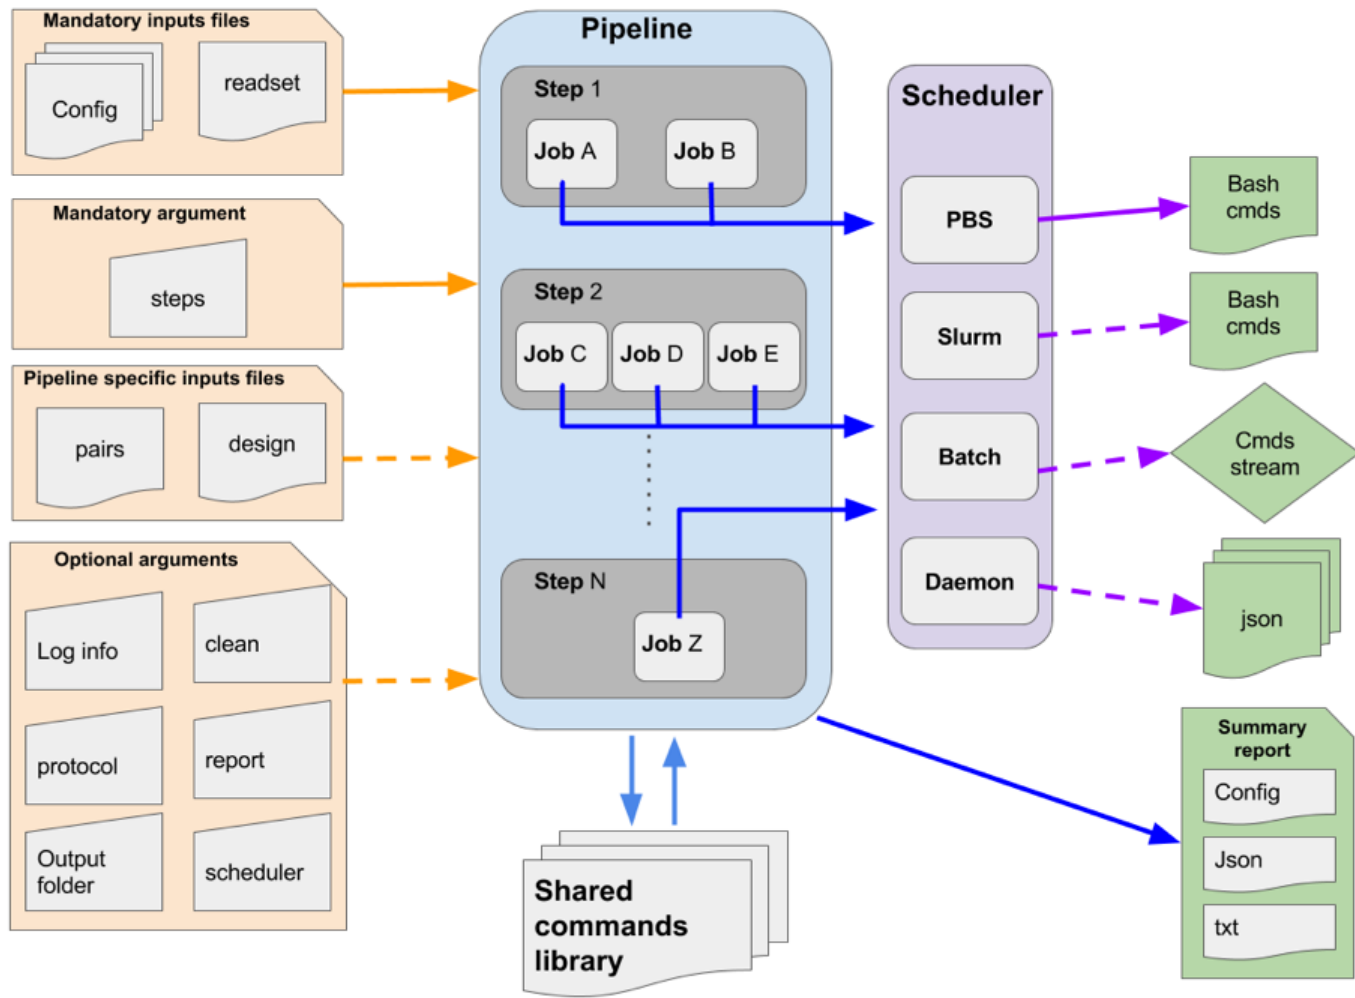 Mandatory inputs files
Config
readset
Mandatory argument
steps
Pipeline specific inputs files
pairs
design
Optional arguments
Log info
clean
protocol
report
Output
folder
scheduler
Pipeline
Step 1
Job A
Job B
Step 2
Job C
Job D
Job E
Step N
Job Z
Shared
commands
library
Scheduler
PBS
Slurm
Batch
Daemon
Bash
cmds
Bash
cmds
Cmds
stream
json
Summary
report
Config
Json
txt